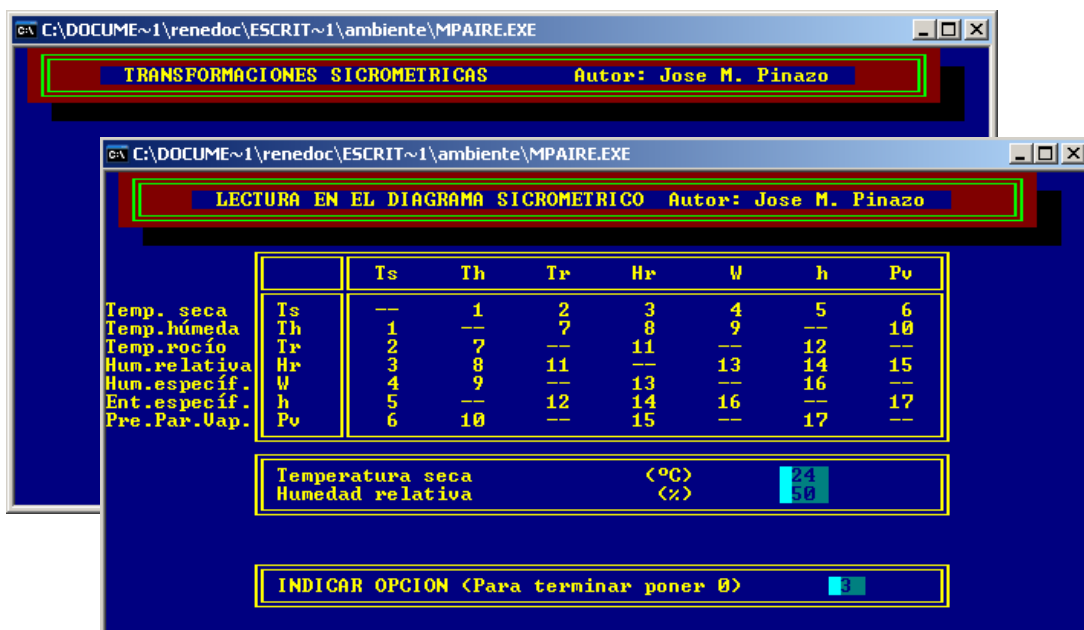 C:\DOCUME~1\renedoc\ESCRIT~1\ambiente\MPAIRE.EXE
TRANSFORMACIONES SICROMETRICAS Autor: Jose M. Pinazo
C:\DOCUME~1\renedoc\ESCRIT~1\ambiente\MPAIRE.EXE
LECTURA EN EL DIAGRAMA SICROMETRICO Autor: Jose M. Pinazo
Ts Th Tr Hr W h Pv
Temp. seca Ts -- 1 2 3 4 5 6
Temp.húmeda Th 1 -- 7 8 9 -- 10
Temp.rocío Tr 2 7 -- 11 -- 12 --
Hum.relativa Hr 3 8 11 -- 13 14 15
Hum.específ. W 4 9 -- 13 -- 16 --
Ent.específ. h 5 -- 12 14 16 -- 17
Pre.Par.Vap. Pv 6 10 -- 15 -- 17 --
Temperatura seca (ºC) 24
Humedad relativa (%) 50
INDICAR OPCION (Para terminar poner 0) 3